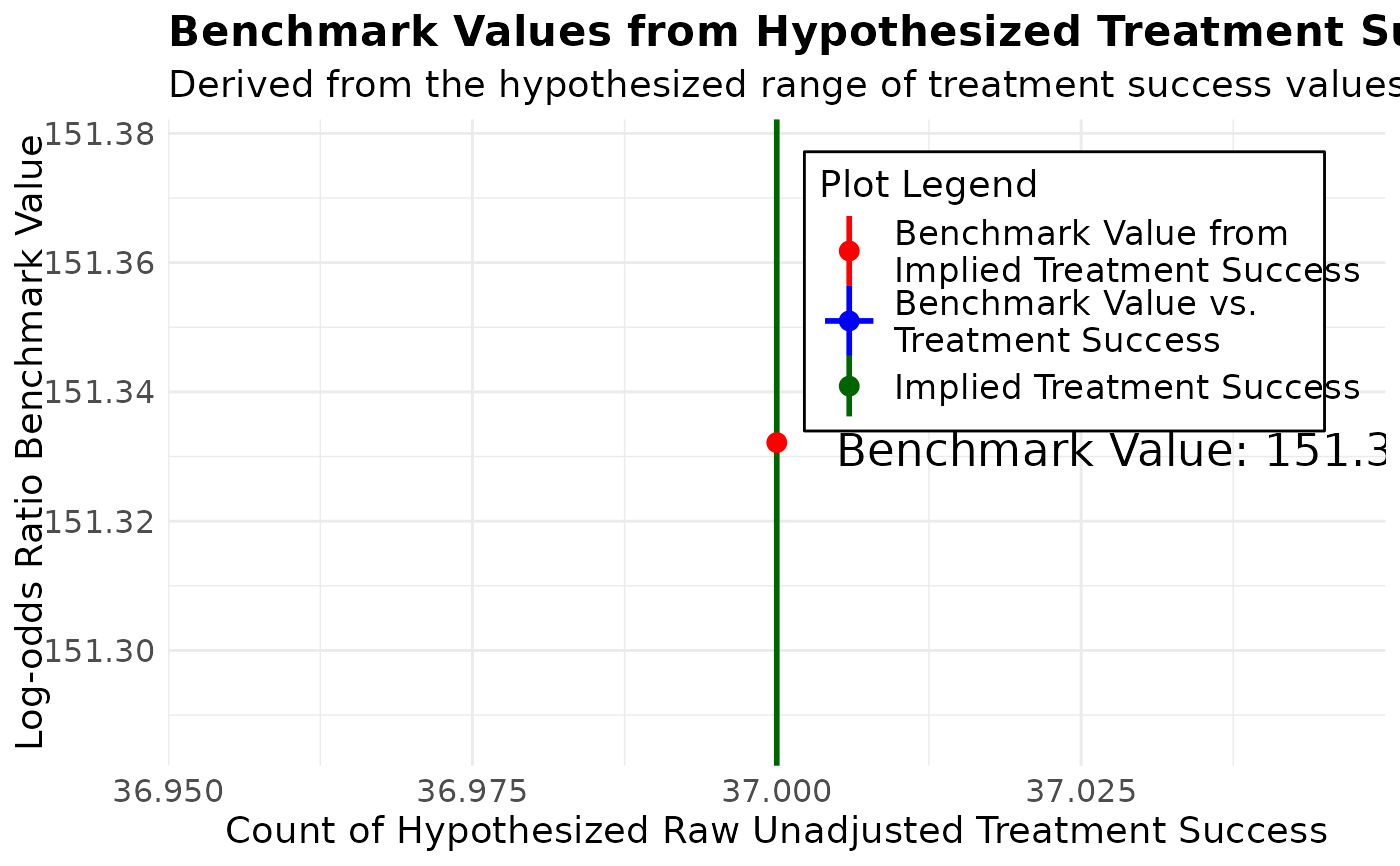 Benchmark Values from Hypothesized Treatment
Derived from the hypothesized range of treatment success values
Log-odds Ratio Benchmark Value
151.38
151.36
151.34
151.32
151.30
Plot Legend
Benchmark Value from
Implied Treatment Success
Benchmark Value vs.
Treatment Success
Implied Treatment Success
Benchmark Value: 151.3
36.950
36.975
37.000
37.025
Count of Hypothesized Raw Unadjusted Treatment Success